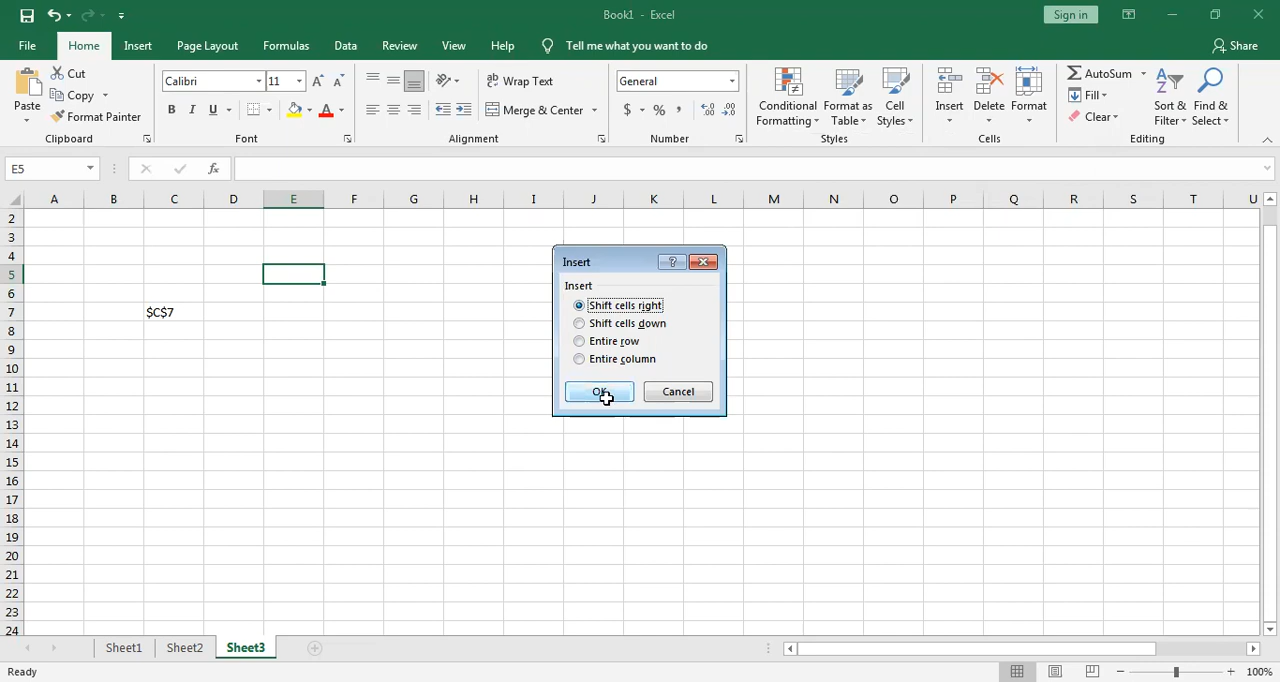 Book1 - Excel
Sign in
File Home Insert Page Layout Formulas Data Review View Help Tell me what you want to do Share
Paste
Cut
Copy
Format Painter
Clipboard
Calibri 11
B I U
Font
Wrap Text
Merge & Center
Alignment
General
$ % ,
Number
Conditional Formatting
Format as Table
Cell Styles
Styles
Insert Delete Format
Cells
AutoSum
Fill
Clear
Sort & Filter
Find & Select
Editing
E5
fx
A B C D E F G H I J K L M N O P Q R S T U
2
3
4
5
6
7 $C$7
8
9
10
11
12
13
14
15
16
17
18
19
20
21
22
23
24
Insert
Insert
Shift cells right
Shift cells down
Entire row
Entire column
OK Cancel
Sheet1 Sheet2 Sheet3
Ready
100%